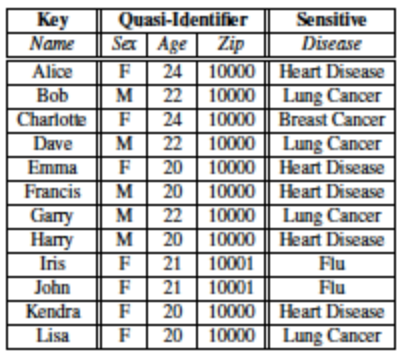 Key Quasi-Identifier Sensitive
Name Sex Age Zip Disease
Alice F 24 10000 Heart Disease
Bob M 22 10000 Lung Cancer
Charlotte F 24 10000 Breast Cancer
Dave M 22 10000 Lung Cancer
Emma F 20 10000 Heart Disease
Francis M 20 10000 Heart Disease
Garry M 22 10000 Lung Cancer
Harry M 20 10000 Heart Disease
Iris F 21 10001 Flu
John F 21 10001 Flu
Kendra F 20 10000 Heart Disease
Lisa F 20 10000 Lung Cancer